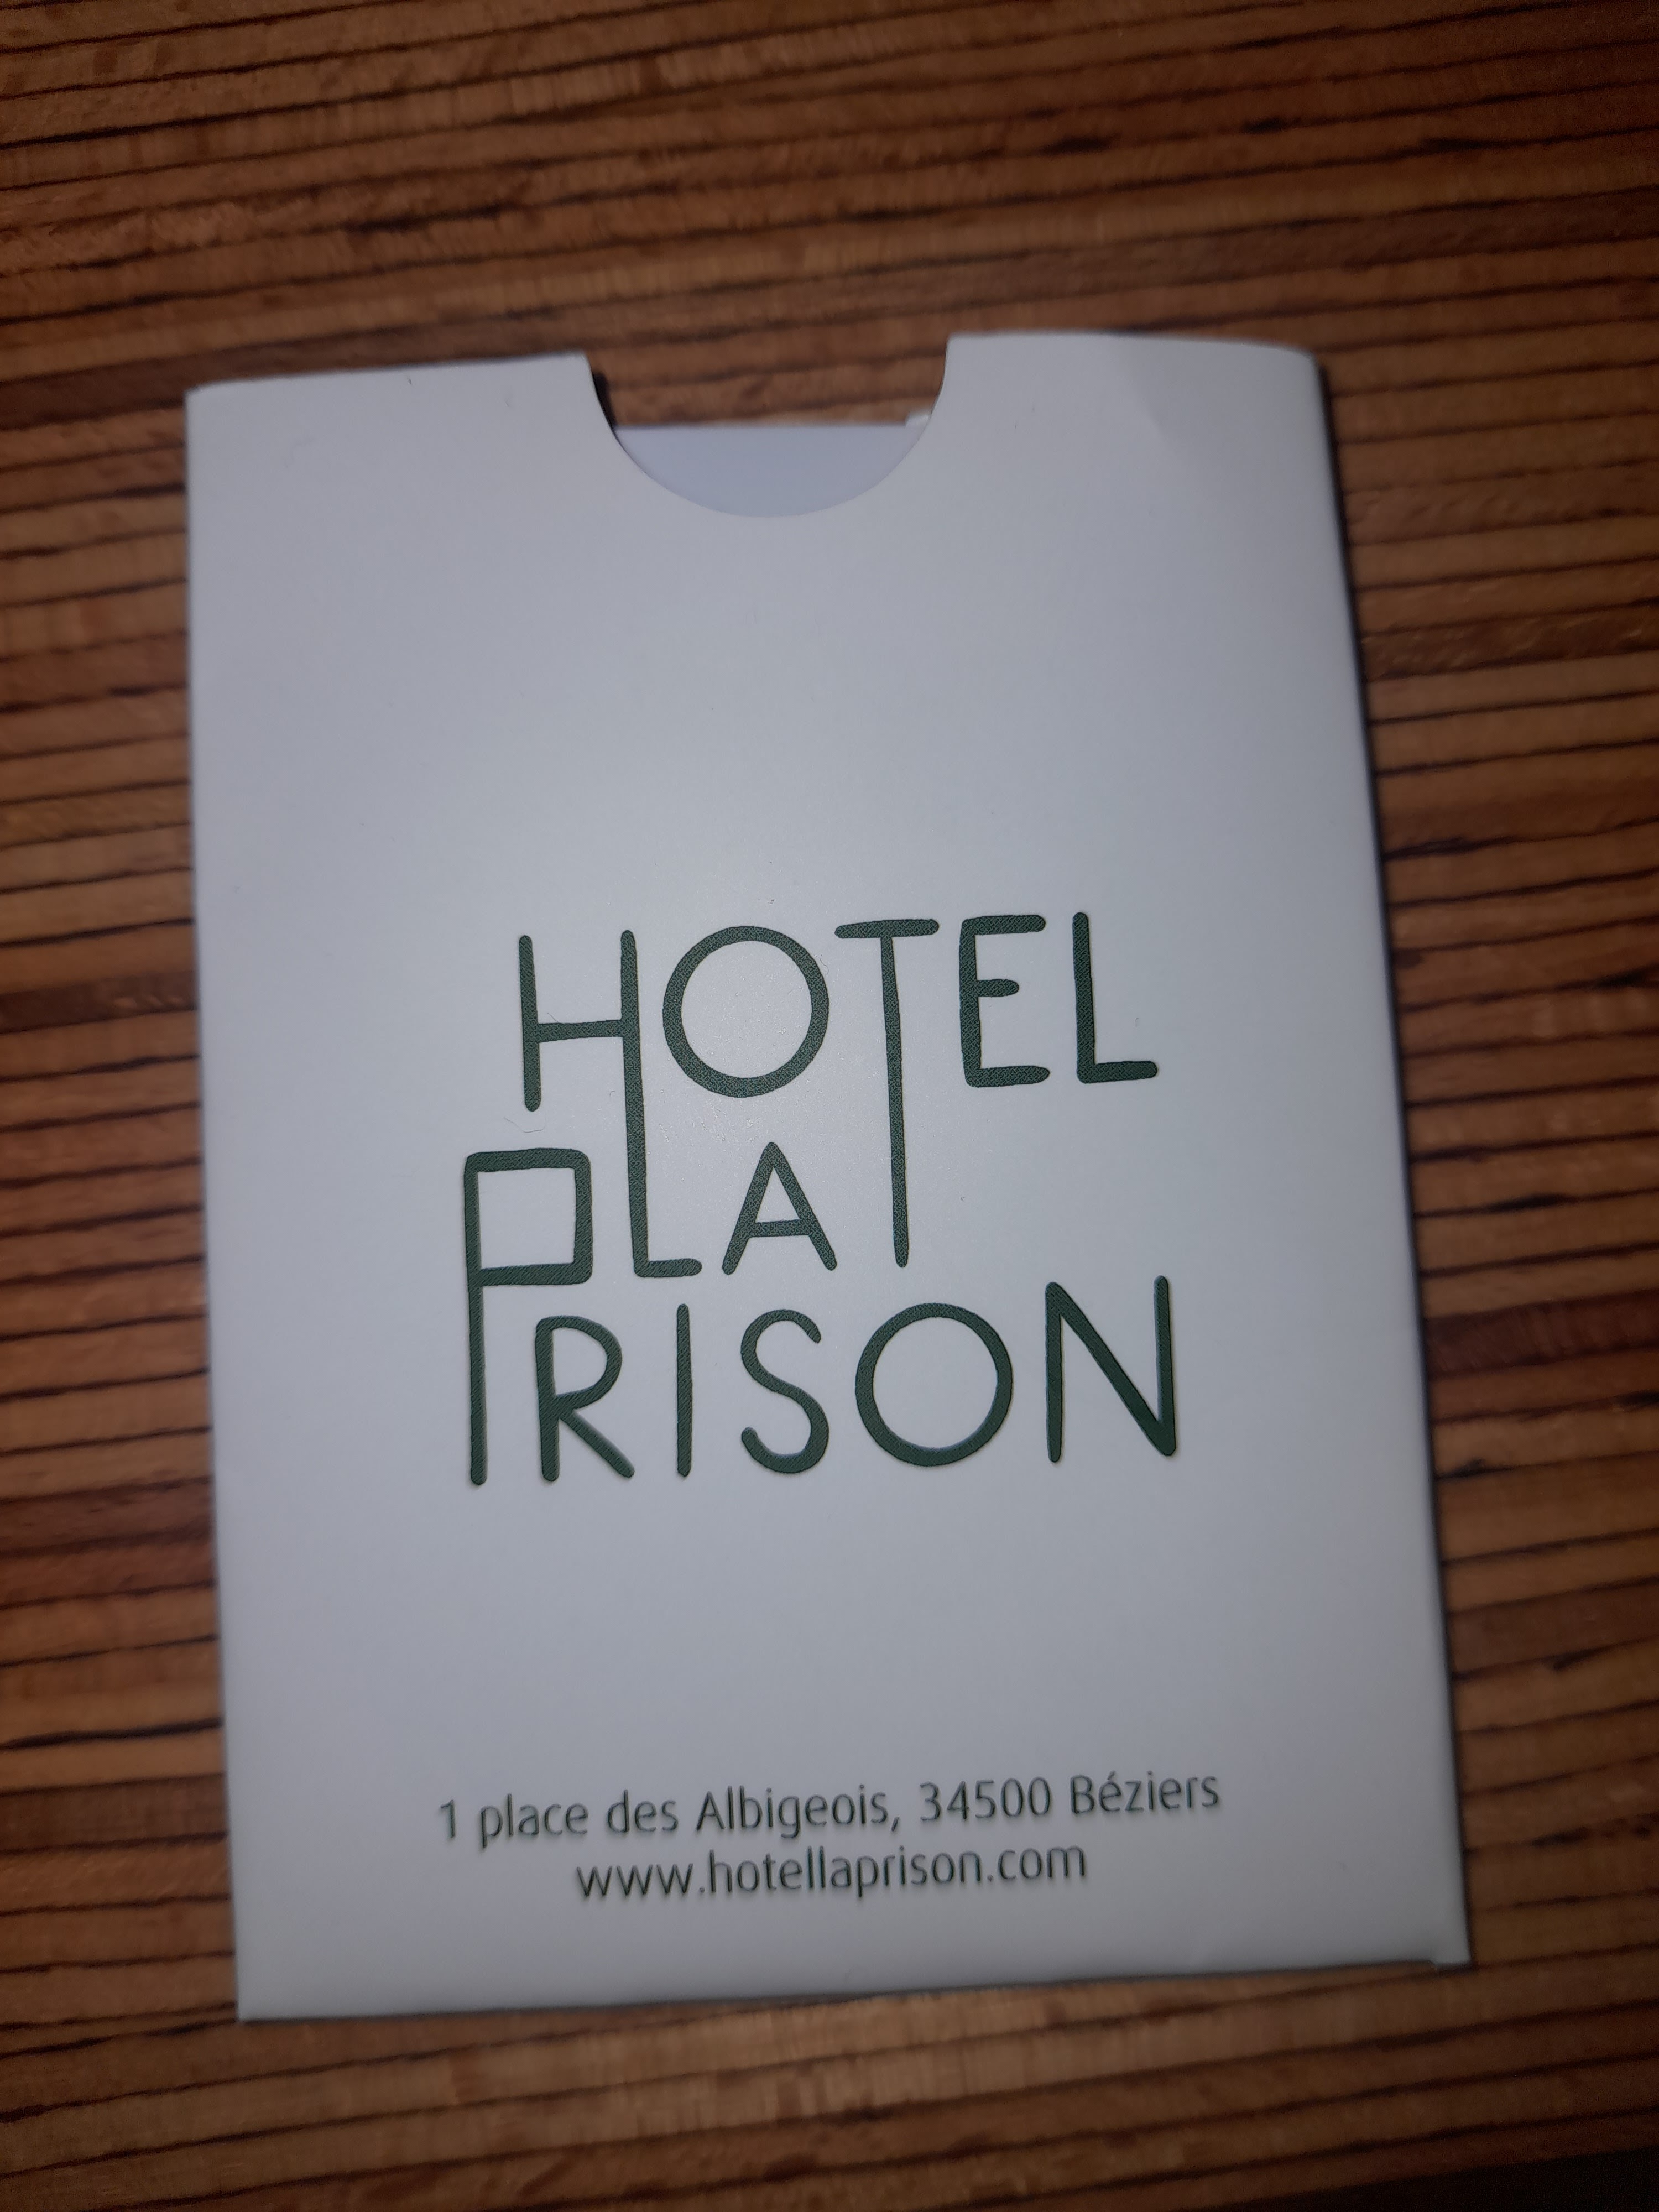 HOTEL
LA
PRISON
1 place des Albigeois, 34500 Béziers
www.hotellaprison.com